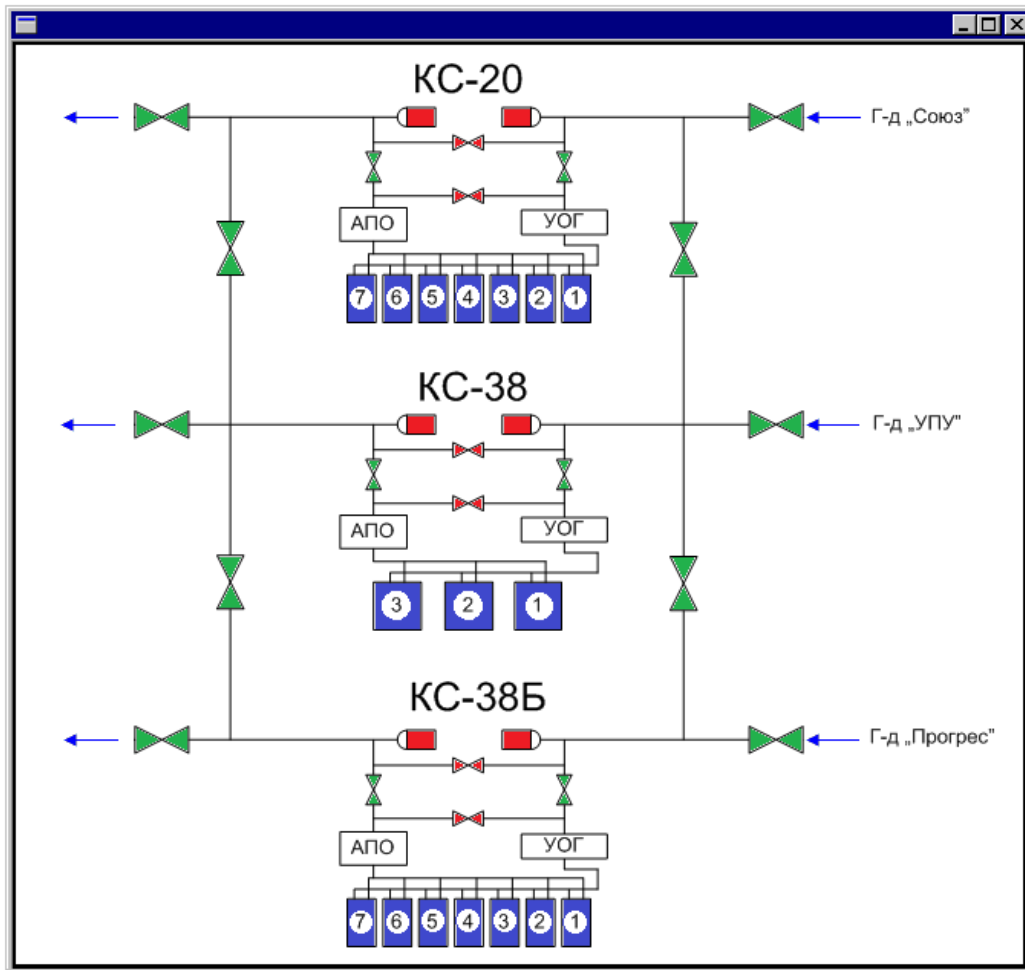 КС-20
Г-д „Союз”
АПО
УОГ
7 6 5 4 3 2 1
КС-38
Г-д „УПУ”
АПО
УОГ
3 2 1
КС-38Б
Г-д „Прогрес”
АПО
УОГ
7 6 5 4 3 2 1